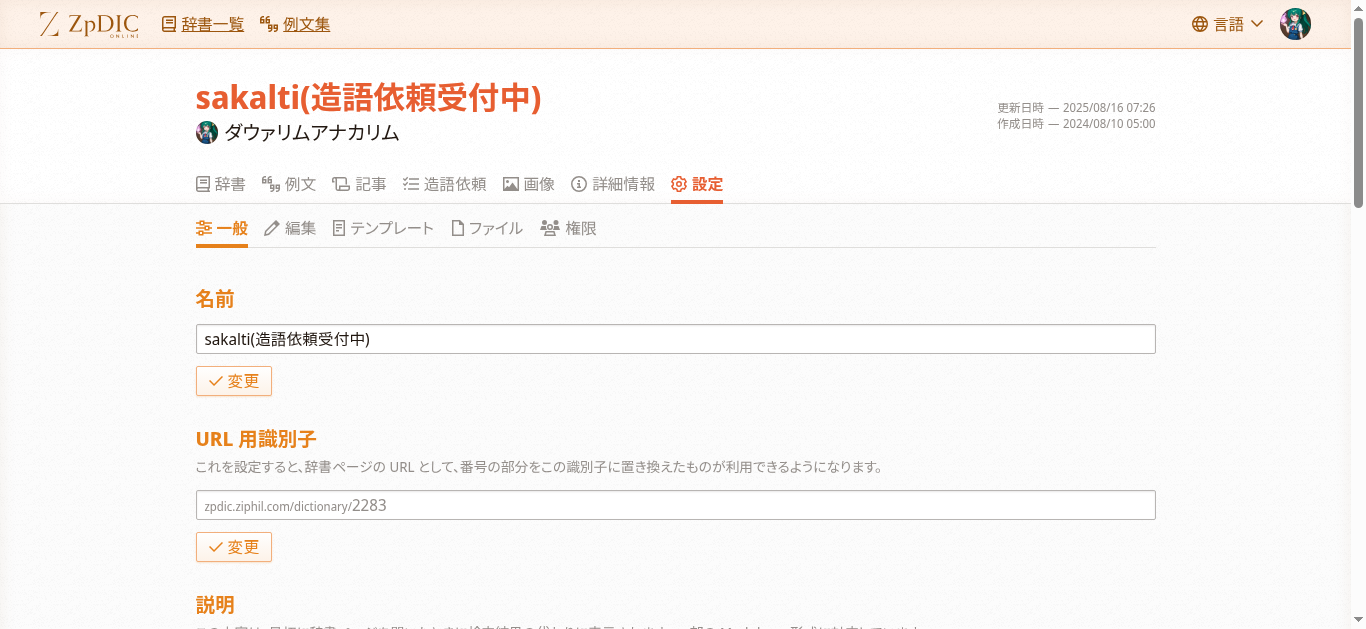 ZpDIC ONLINE 辞書一覧 例文集 言語
sakalti(造語依頼受付中)
ダヴァリムアナカリム
更新日時 — 2025/08/16 07:26
作成日時 — 2024/08/10 05:00
辞書 例文 記事 造語依頼 画像 詳細情報 設定
一般 編集 テンプレート ファイル 権限
名前
sakalti(造語依頼受付中)
変更
URL 用識別子
これを設定すると、辞書ページの URL として、番号の部分をこの識別子に置き換えたものが利用できるようになります。
zpdic.ziphil.com/dictionary/2283
変更
説明